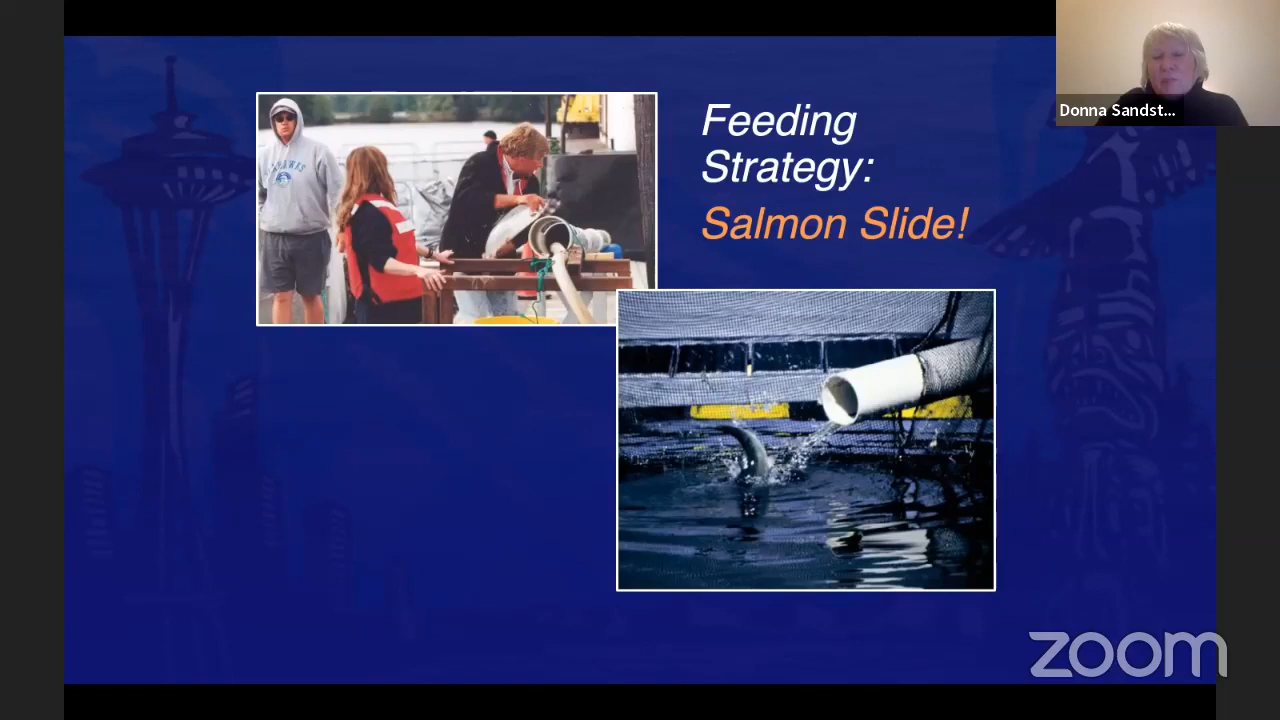 Feeding
Strategy:
Salmon Slide!
Donna Sandst...
zoom